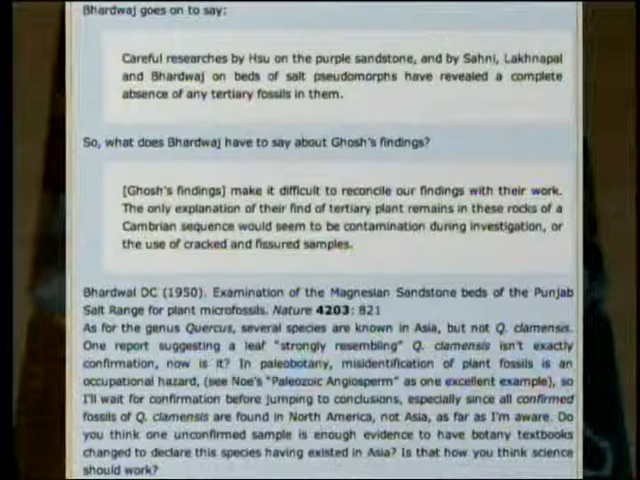 Bhardwaj goes on to say:
Careful researches by Hsu on the purple sandstone, and by Sahni, Lakhnapal
and Bhardwaj on beds of salt pseudomorphs have revealed a complete
absence of any tertiary fossils in them.
So, what does Bhardwaj have to say about Ghosh's findings?
[Ghosh's findings] make it difficult to reconcile our findings with their work.
The only explanation of their find of tertiary plant remains in these rocks of a
Cambrian sequence would seem to be contamination during investigation, or
the use of cracked and fissured samples.
Bhardwal DC (1950). Examination of the Magnesian Sandstone beds of the Punjab
Salt Range for plant microfossils. Nature 4203: 821
As for the genus Quercus, several species are known in Asia, but not Q. clamensis.
One report suggesting a leaf "strongly resembling" Q. clamensis isn't exactly
confirmation, now is it? In paleobotany, misidentification of plant fossils is an
occupational hazard, (see Noe's "Paleozoic Angiosperm" as one excellent example), so
I'll wait for confirmation before jumping to conclusions, especially since all confirmed
fossils of Q. clamensis are found in North America, not Asia, as far as I'm aware. Do
you think one unconfirmed sample is enough evidence to have botany textbooks
changed to declare this species having existed in Asia? Is that how you think science
should work?